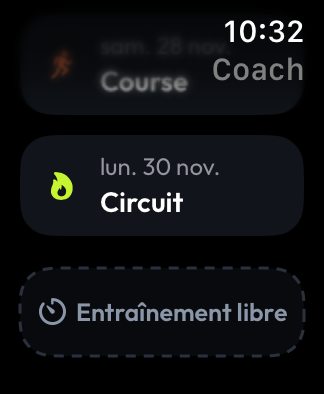 10:32
Coach
sam. 28 nov.
Course
lun. 30 nov.
Circuit
Entraînement libre